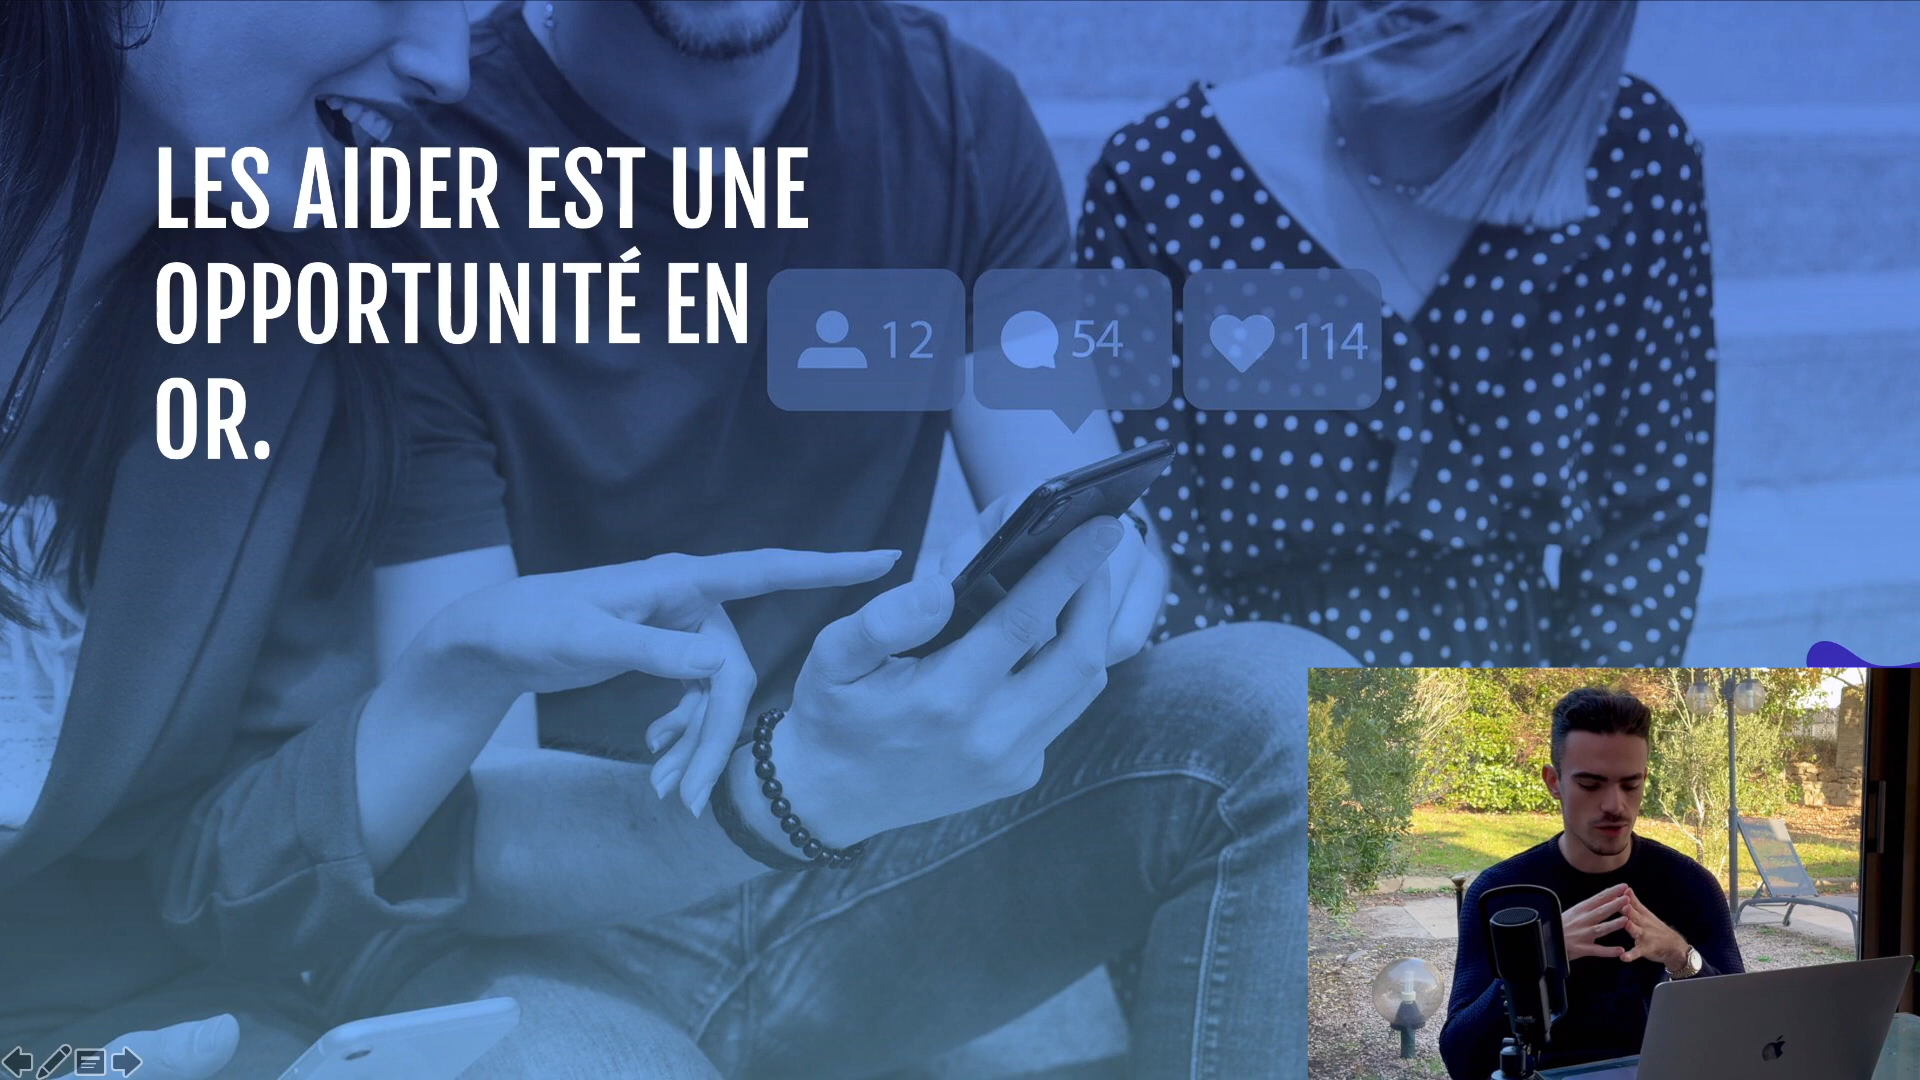 LES AIDER EST UNE
OPPORTUNITÉ EN
OR.
12
54
114